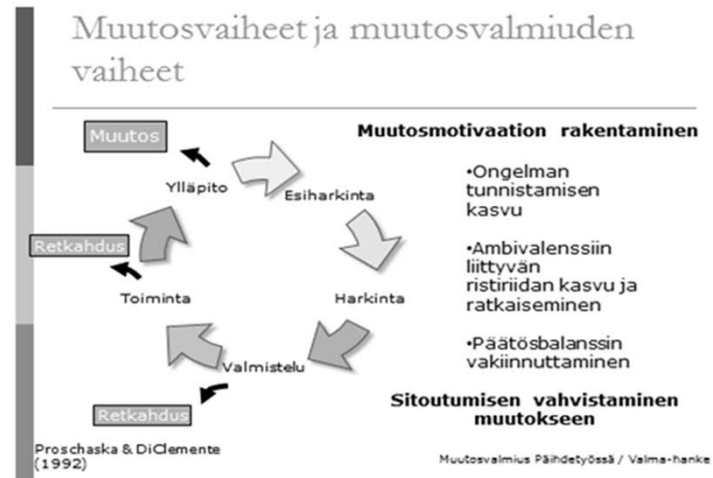 Muutosvaiheet ja muutosvalmiuden
vaiheet
Muutos
Ylläpito
Esiharkinta
Retkahdus
Toiminta
Harkinta
Valmistelu
Retkahdus
Proschaska & DiClemente
(1992)
Muutosmotivaation rakentaminen
•Ongelman
tunnistamisen
kasvu
•Ambivalenssiin
liittyvän
ristiriidan kasvu ja
ratkaiseminen
•Päätösbalanssin
vakiinnuttaminen
Sitoutumisen vahvistaminen
muutokseen
Muutosvalmius Päihdetyössä / Valma-hanke